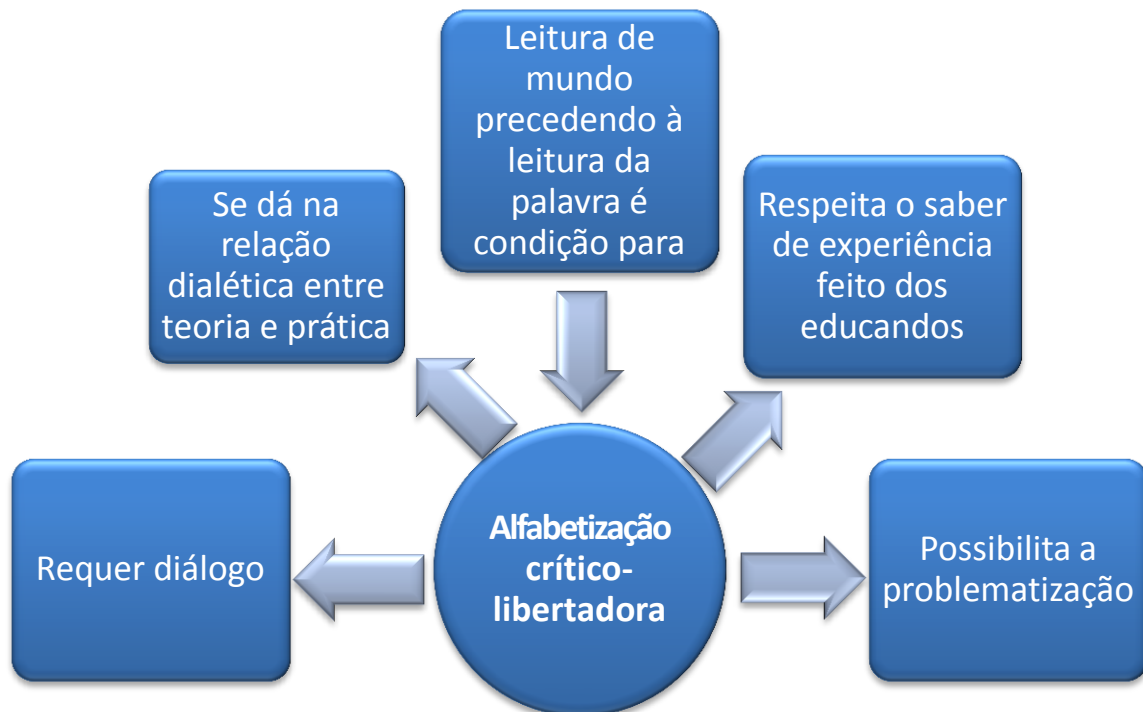 Leitura de
mundo
precedendo à
leitura da
palavra é
condição para
Se dá na
relação
dialética entre
teoria e prática
Respeita o saber
de experiência
feito dos
educandos
Requer diálogo
Alfabetização
crítico-
libertadora
Possibilita a
problematização